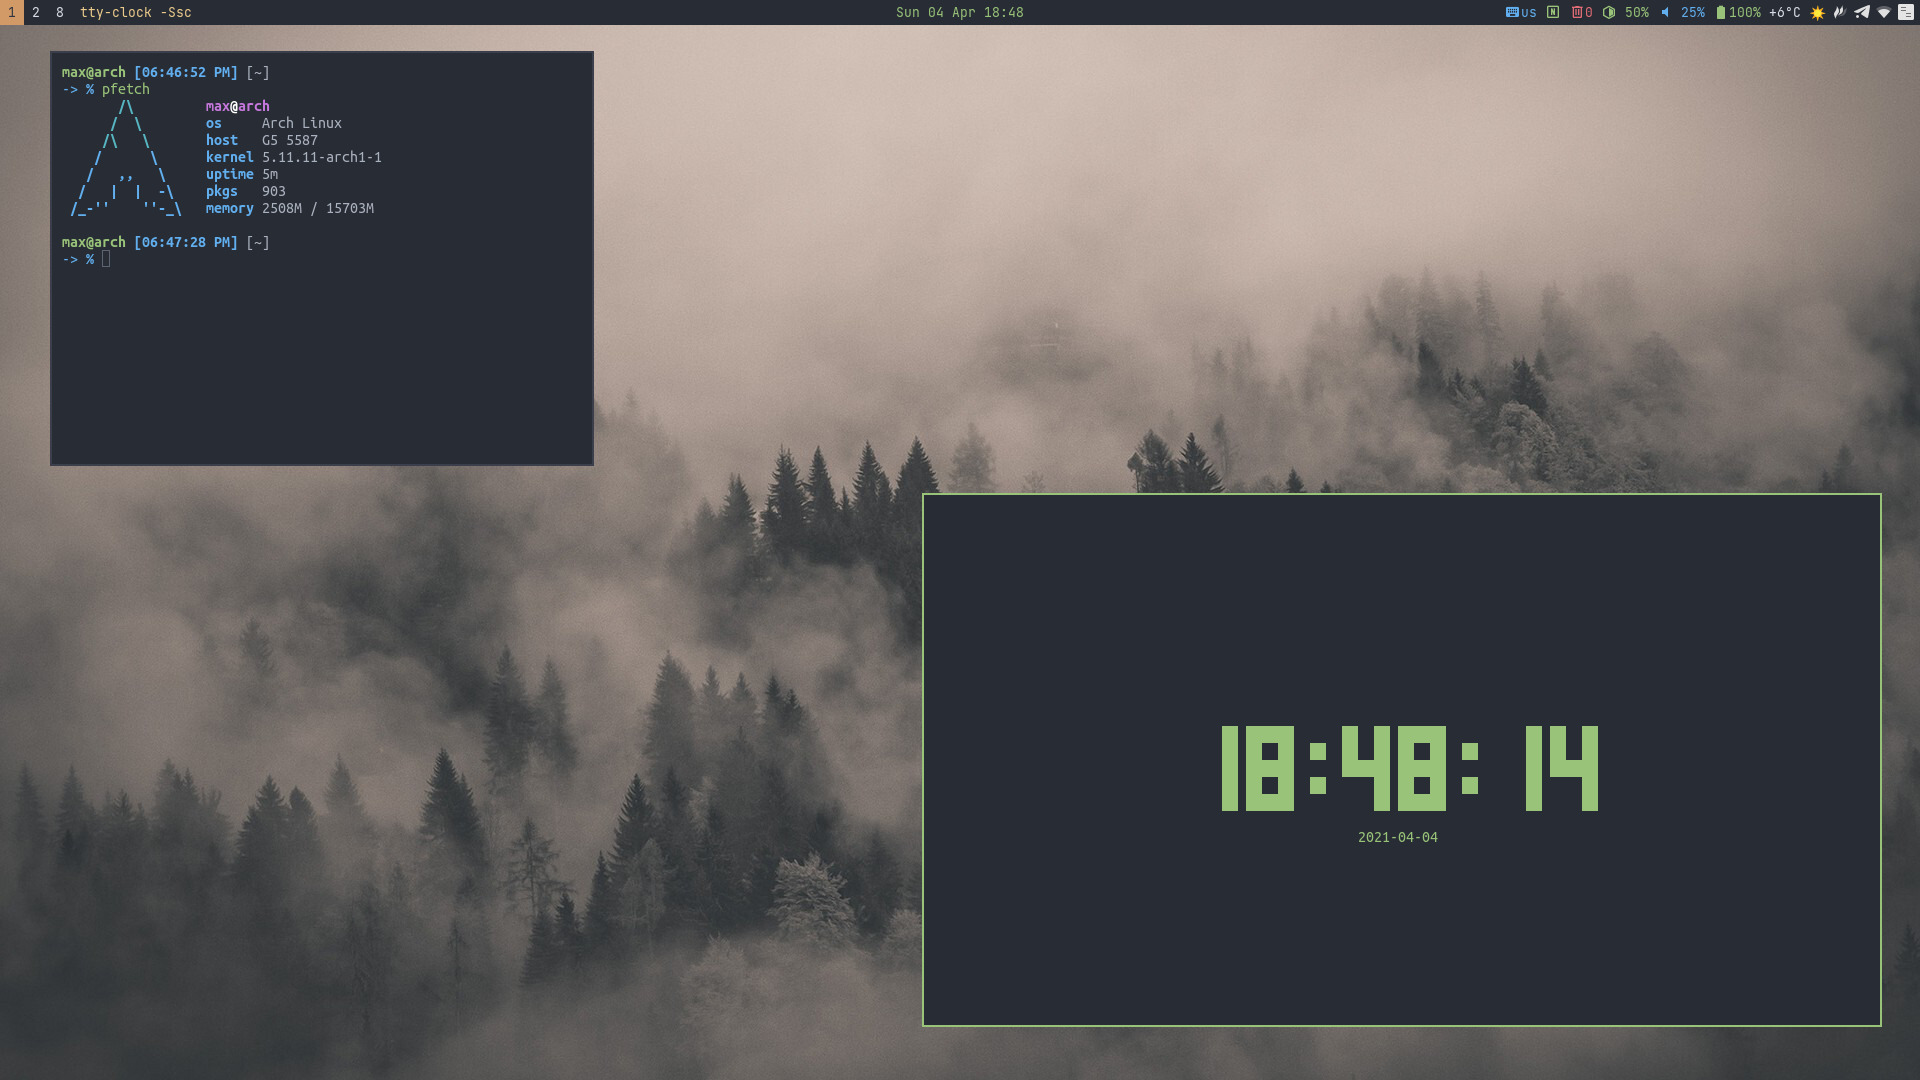 1 2 8 tty-clock -Ssc
Sun 04 Apr 18:48
us N 0 50% 25% 100% +6°C
max@arch [06:46:52 PM] [~]
-> % pfetch
max@arch
os Arch Linux
host G5 5587
kernel 5.11.11-arch1-1
uptime 5m
pkgs 903
memory 2508M / 15703M
max@arch [06:47:28 PM] [~]
-> %
18:48:14
2021-04-04